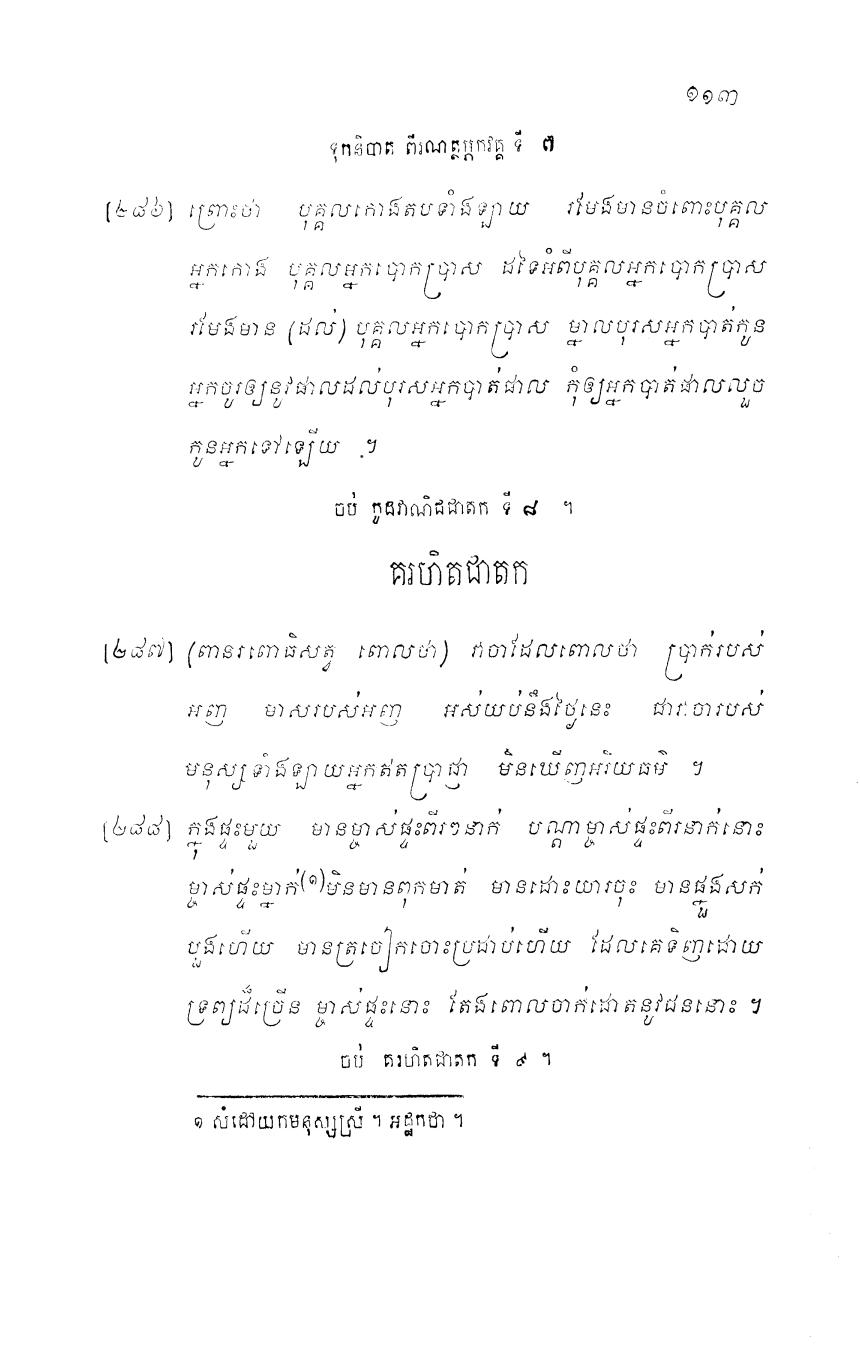 ១១៣
ទុកនិបាត ពីរណត្ថម្ភកវគ្គ ទី ៧
[២៨៦] ព្រោះថា បុគ្គលកោងតបទាំងឡាយ រមែងមានចំពោះបុគ្គល
អ្នកកោង បុគ្គលអ្នកបោកប្រាស ដទៃអំពីបុគ្គលអ្នកបោកប្រាស
រមែងមាន (ដល់) បុគ្គលអ្នកបោកប្រាស ម្នាលបុរសអ្នកបាត់កូន
អ្នកចូរឲ្យនូវផាលដល់បុរសអ្នកបាត់ផាល កុំឲ្យអ្នកបាត់ផាលលួច
កូនអ្នកទៅឡើយ ។
ចប់ កូដវាណិជជាតក ទី ៨ ។
គរហិតជាតក
[២៨៧] (ពានរពោធិសត្វ ពោលថា) វាចាដែលពោលថា ប្រាក់របស់
អញ មាសរបស់អញ អស់យប់នឹងថ្ងៃនេះ ជាវាចារបស់
មនុស្សទាំងឡាយអ្នកឥតប្រាជ្ញា មិនឃើញអរិយធម៌ ។
[២៨៨] ក្នុងផ្ទះមួយ មានម្ចាស់ផ្ទះពីរៗនាក់ បណ្តាម្ចាស់ផ្ទះពីរនាក់នោះ
ម្ចាស់ផ្ទះម្នាក់(១)មិនមានពុកមាត់ មានដោះយារចុះ មានផ្នួងសក់
បួងហើយ មានត្រចៀកចោះប្រដាប់ហើយ ដែលគេទិញដោយ
ទ្រព្យដ៏ច្រើន ម្ចាស់ផ្ទះនោះ តែងពោលចាក់ដោតនូវជននោះ ។
ចប់ គរហិតជាតក ទី ៩ ។
១ សំដៅយកមនុស្សស្រី ។ អដ្ឋកថា ។